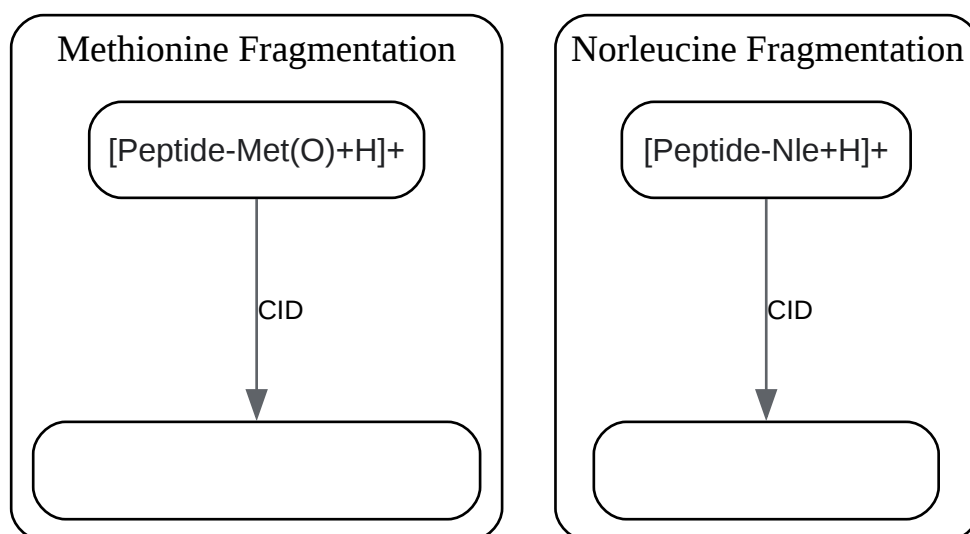 Methionine Fragmentation
[Peptide-Met(O)+H]+
CID
Norleucine Fragmentation
[Peptide-Nle+H]+
CID